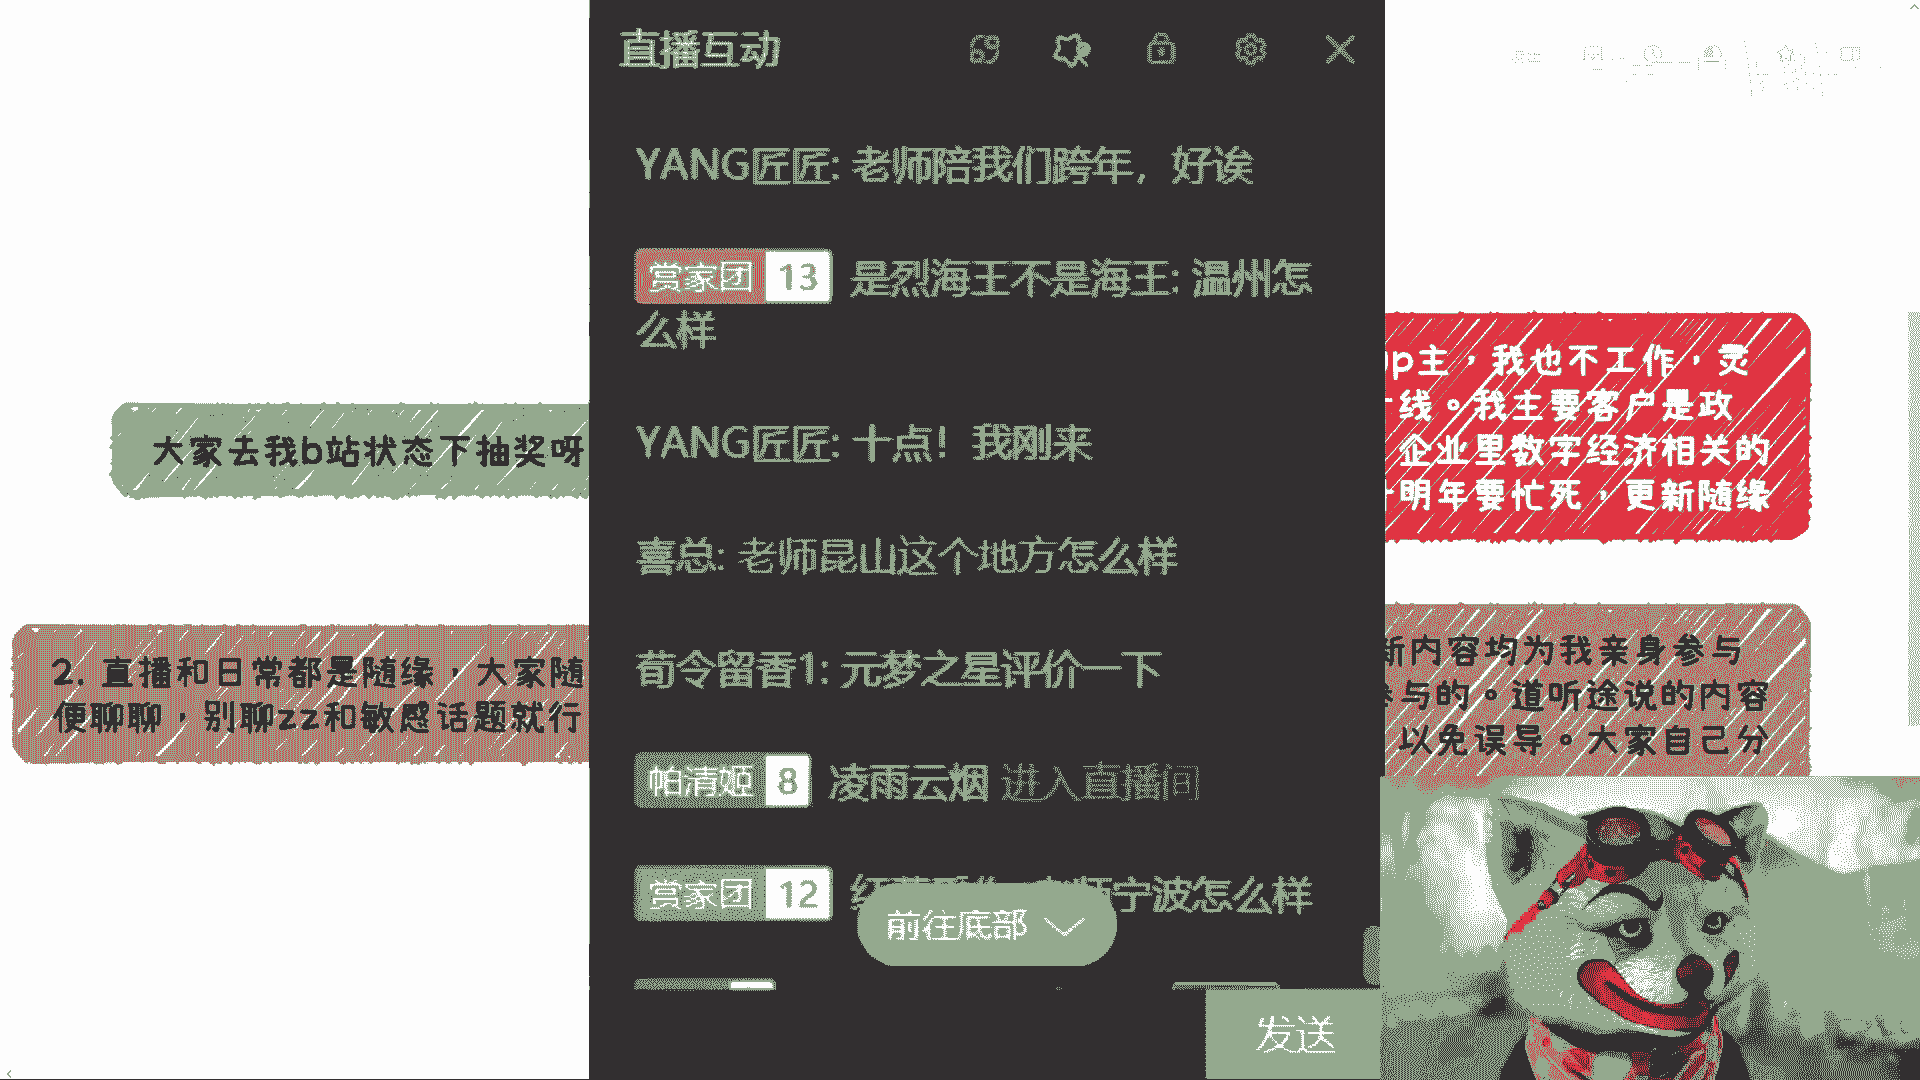 直播互动
YANG匠匠: 老师陪我们跨年，好诶
赏家团 13 是烈海王不是海王: 温州怎
么样
YANG匠匠: 十点！我刚来
喜总: 老师昆山这个地方怎么样
荀令留香1: 元梦之星评价一下
帕清姬 8 凌雨云烟 进入直播间
赏家团 12 宁波怎么样
前往底部
发送
大家去我b站状态下抽奖呀
2. 直播和日常都是随缘，大家随
便聊聊，别聊zz和敏感话题就行
up主，我也不工作，灵
线。我主要客户是政
企业里数字经济相关的
明年要忙死，更新随缘
新内容均为我亲身参与
参与的。道听途说的内容
以免误导。大家自己分